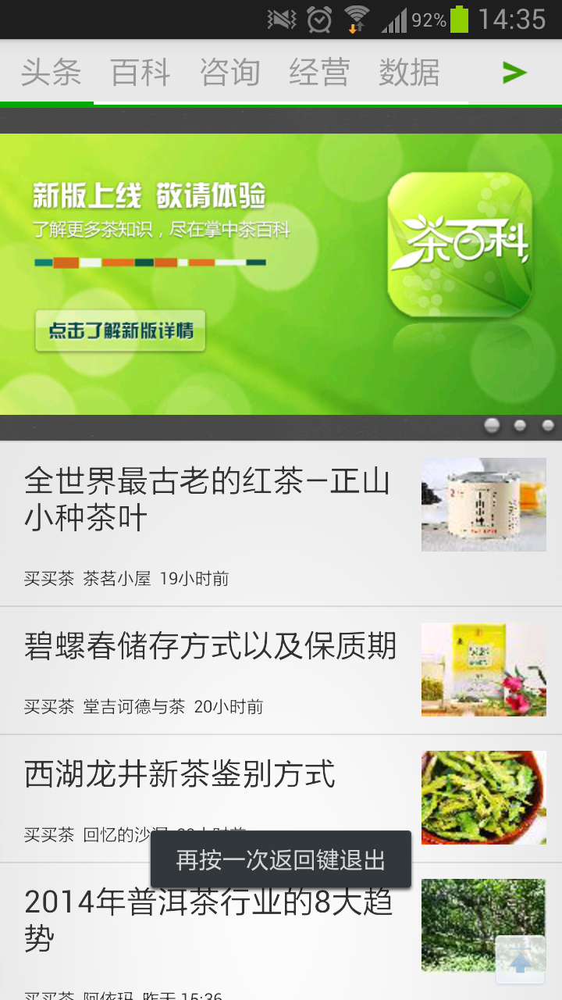 92% 14:35
头条 百科 咨询 经营 数据
新版上线 敬请体验
了解更多茶知识，尽在掌中茶百科
茶百科
点击了解新版详情
全世界最古老的红茶—正山
小种茶叶
买买茶 茶茗小屋 19小时前
碧螺春储存方式以及保质期
买买茶 堂吉诃德与茶 20小时前
西湖龙井新茶鉴别方式
买买茶 回忆的沙
再按一次返回键退出
2014年普洱茶行业的8大趋
势
买买茶 阿依玛 昨天 15:36